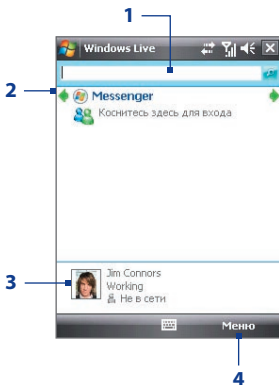 1
Windows Live
2
Messenger
Коснитесь здесь для входа
3
Jim Connors
Working
Не в сети
Меню
4